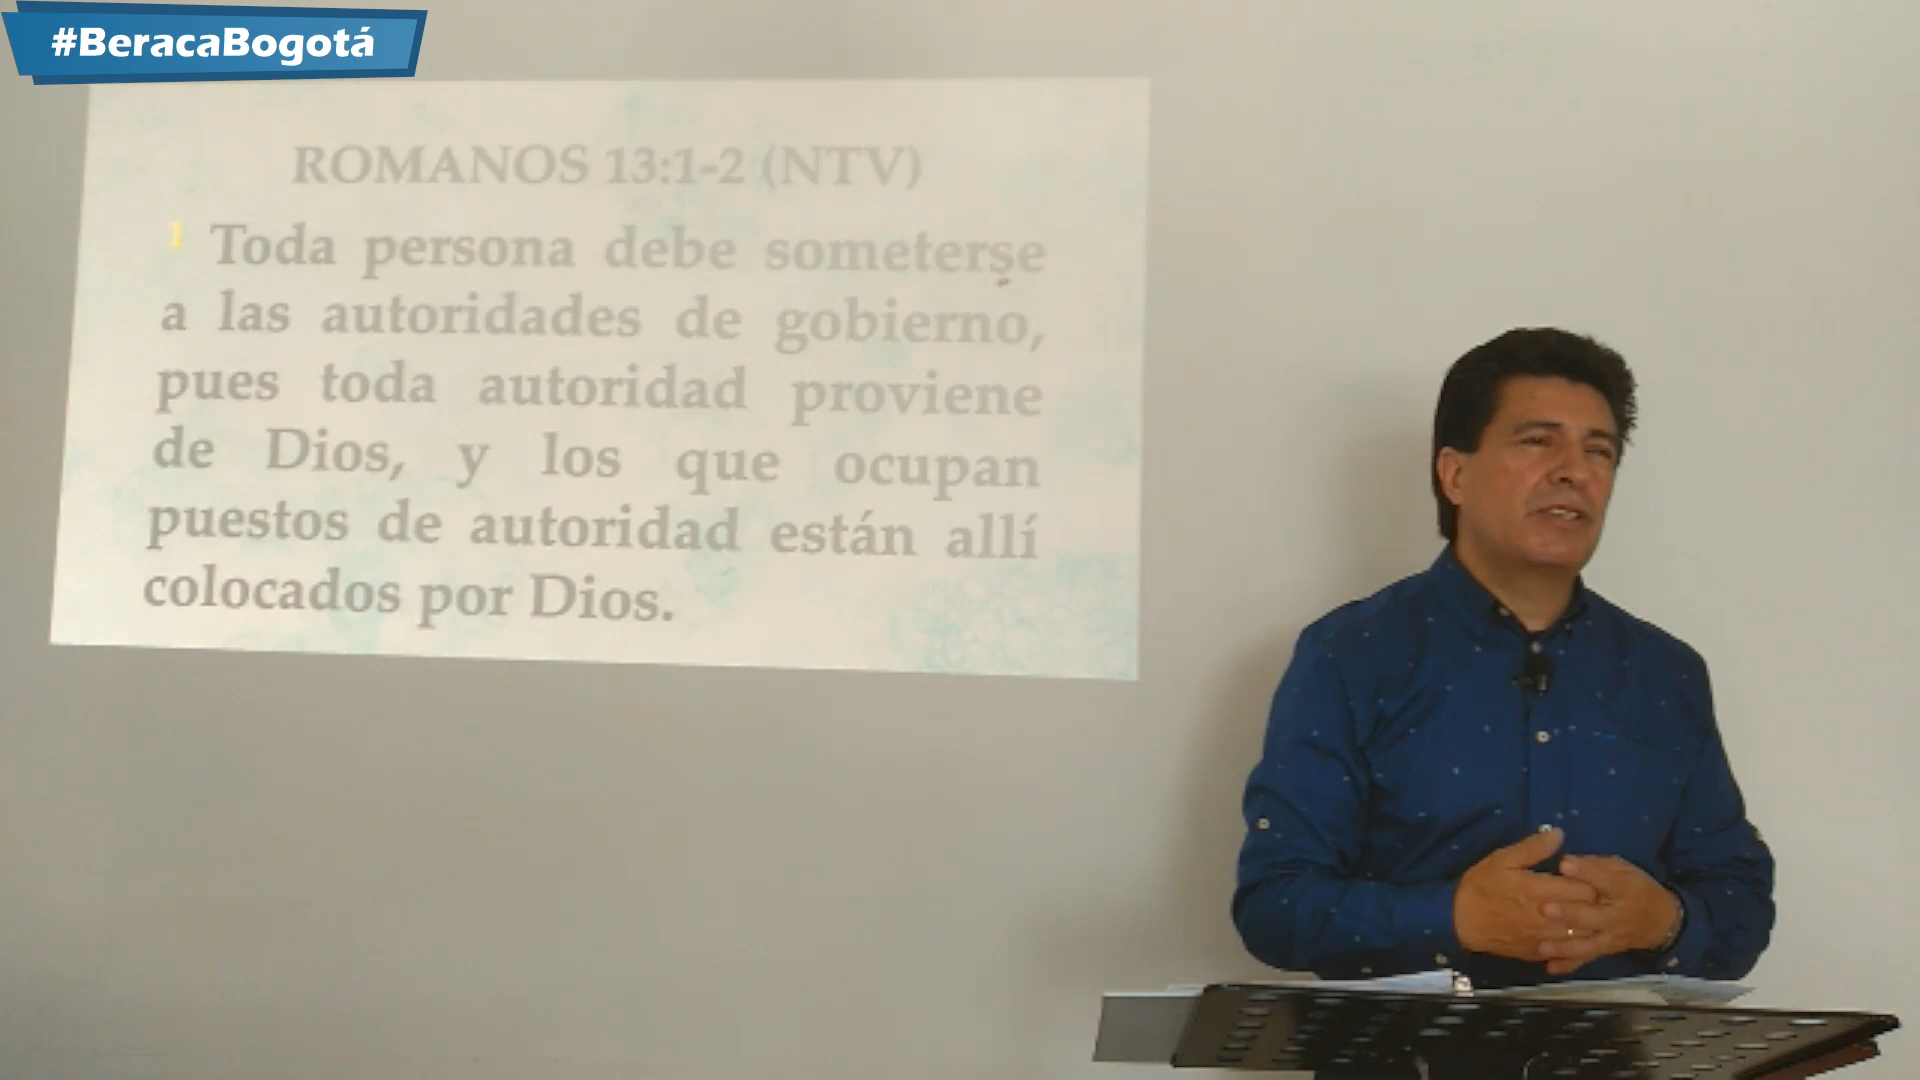 #BeracaBogotá
ROMANOS 13:1-2 (NTV)
1 Toda persona debe someterse
a las autoridades de gobierno,
pues toda autoridad proviene
de Dios, y los que ocupan
puestos de autoridad están allí
colocados por Dios.